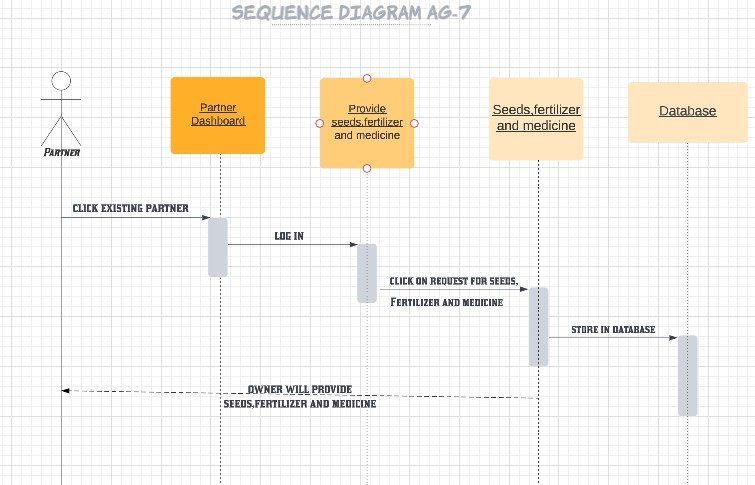 SEQUENCE DIAGRAM AG-7
Partner
Dashboard
Provide
seeds,fertilizer
and medicine
Seeds,fertilizer
and medicine
Database
Partner
CLICK EXISTING PARTNER
LOG IN
CLICK ON REQUEST FOR SEEDS,
Fertilizer and medicine
STORE IN DATABASE
OWNER WILL PROVIDE
SEEDS,FERTILIZER AND MEDICINE